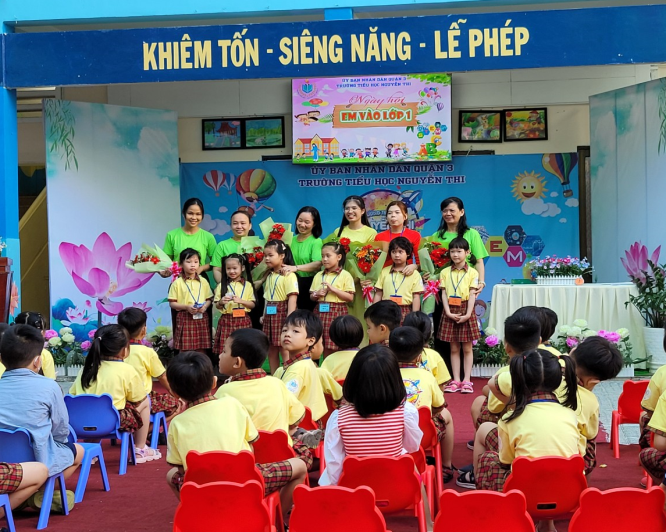 KHIÊM TỐN - SIÊNG NĂNG - LỄ PHÉP
ỦY BAN NHÂN DÂN QUẬN 3
TRƯỜNG TIỂU HỌC NGUYỄN THI
Ngày hội
EM VÀO LỚP 1
ỦY BAN NHÂN DÂN QUẬN 3
TRƯỜNG TIỂU HỌC NGUYỄN THI